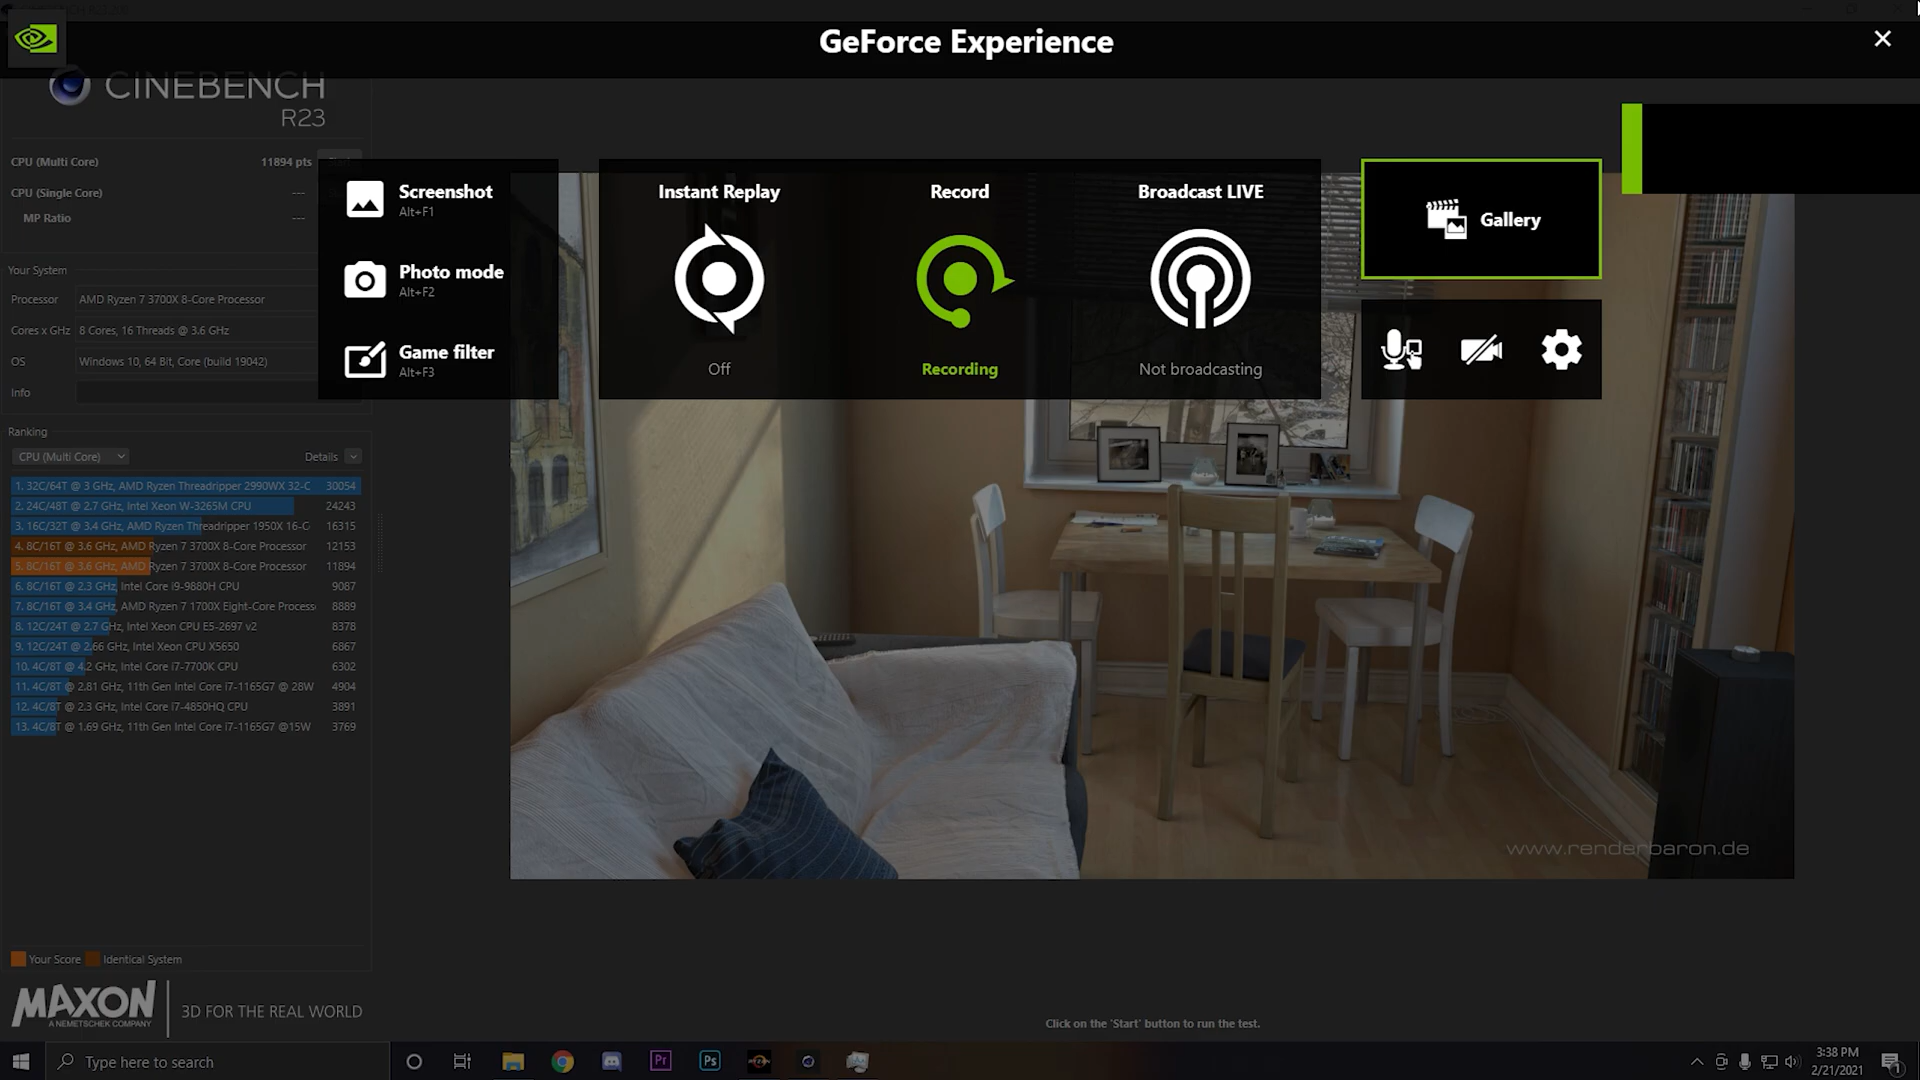 GeForce Experience
CINEBENCH
R23
CPU (Multi Core) 11894 pts
CPU (Single Core) ---
MP Ratio ---
Screenshot
Alt+F1
Photo mode
Alt+F2
Game filter
Alt+F3
Instant Replay
Off
Record
Recording
Broadcast LIVE
Not broadcasting
Gallery
Your System
Processor AMD Ryzen 7 3700X 8-Core Processor
Cores x GHz 8 Cores, 16 Threads @ 3.6 GHz
OS Windows 10, 64 Bit, Core (build 19042)
Info
Ranking
CPU (Multi Core) Details
1. 32C/64T @ 3 GHz, AMD Ryzen Threadripper 2990WX 32-C 30054
2. 24C/48T @ 2.7 GHz, Intel Xeon W-3265M CPU 24243
3. 16C/32T @ 3.4 GHz, AMD Ryzen Threadripper 1950X 16-C 16315
4. 8C/16T @ 3.6 GHz, AMD Ryzen 7 3700X 8-Core Processor 12153
5. 8C/16T @ 3.6 GHz, AMD Ryzen 7 3700X 8-Core Processor 11894
6. 8C/16T @ 2.3 GHz, Intel Core i9-9880H CPU 9087
7. 8C/16T @ 3.4 GHz, AMD Ryzen 7 1700X Eight-Core Process 8889
8. 12C/24T @ 2.7 GHz, Intel Xeon CPU E5-2697 v2 8378
9. 12C/24T @ 2.66 GHz, Intel Xeon CPU X5650 6867
10. 4C/8T @ 4.2 GHz, Intel Core i7-7700K CPU 6302
11. 4C/8T @ 2.81 GHz, 11th Gen Intel Core i7-1165G7 @ 28W 4904
12. 4C/8T @ 2.3 GHz, Intel Core i7-4850HQ CPU 3891
13. 4C/8T @ 1.69 GHz, 11th Gen Intel Core i7-1165G7 @15W 3769
www.renderbaron.de
Your Score Identical System
MAXON
A NEMETSCHEK COMPANY
3D FOR THE REAL WORLD
Click on the 'Start' button to run the test.
Type here to search
Pr
Ps
3:38 PM
2/21/2021
1